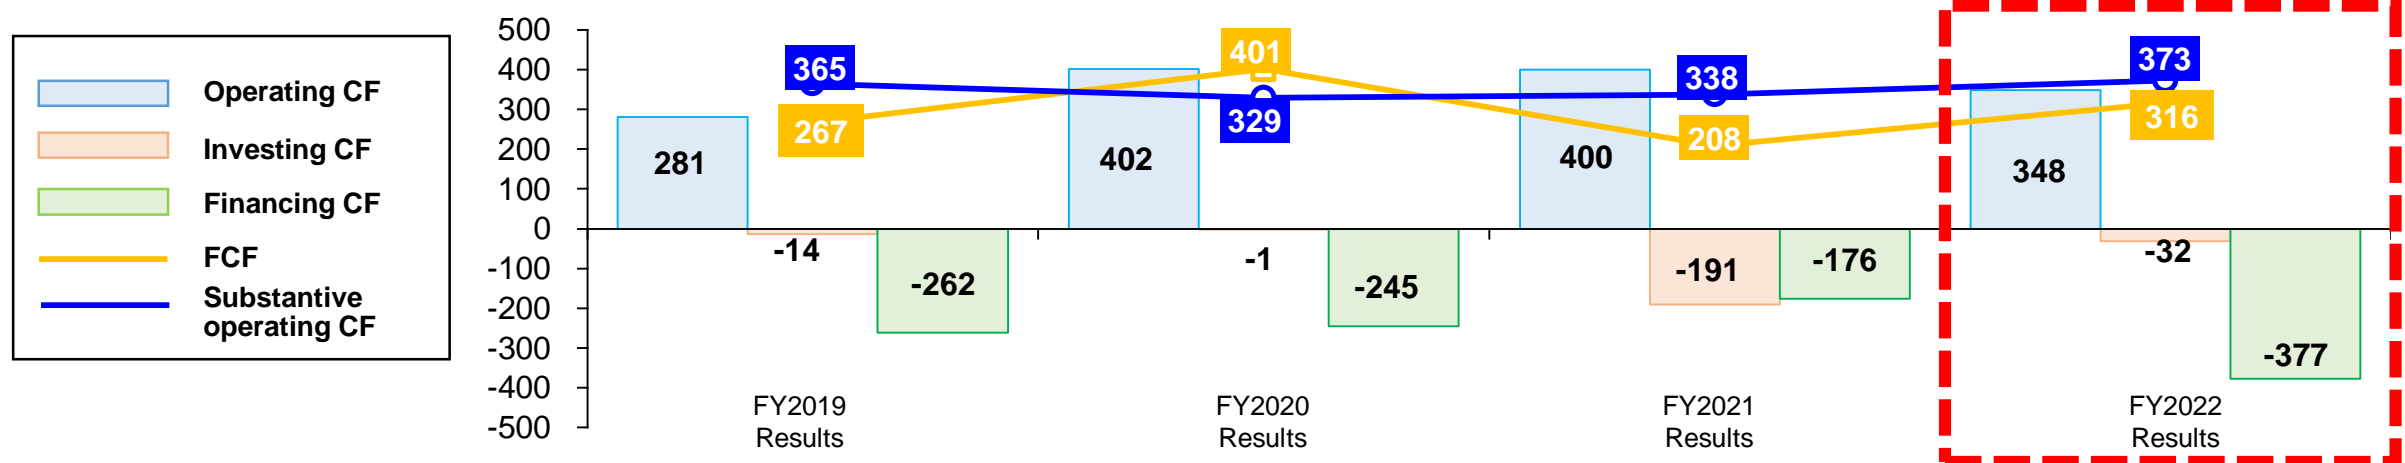 Operating CF
Investing CF
Financing CF
FCF
Substantive
operating CF
500
400
300
200
100
0
-100
-200
-300
-400
-500
365
267
281
-14
-262
401
329
402
-1
-245
338
208
400
-191
-176
373
316
348
-32
-377
FY2019
Results
FY2020
Results
FY2021
Results
FY2022
Results